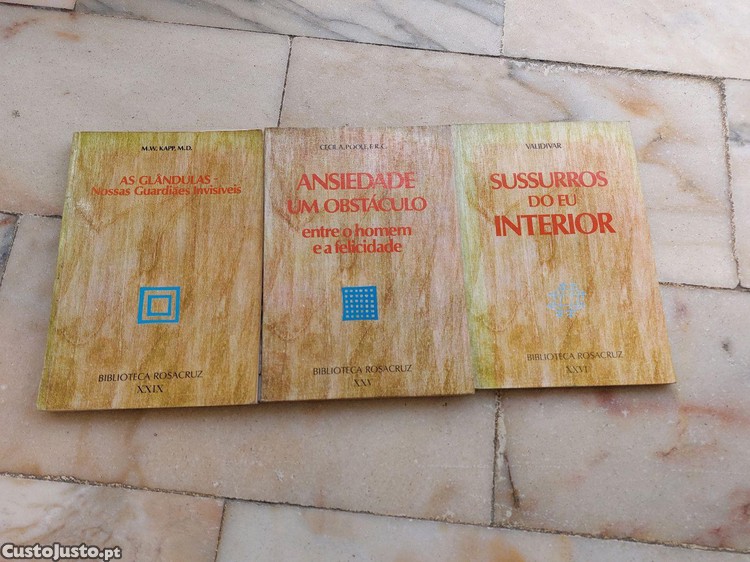 M.W. KAPP, M.D.
AS GLÂNDULAS -
Nossas Guardiães Invisíveis
BIBLIOTECA ROSACRUZ
XXIX
CECIL A. POOLE, F.R.C.
ANSIEDADE
UM OBSTÁCULO
entre o homem
e a felicidade
BIBLIOTECA ROSACRUZ
XXV
VALIDIVAR
SUSSURROS
DO EU
INTERIOR
BIBLIOTECA ROSACRUZ
XXVI
CustoJusto.pt